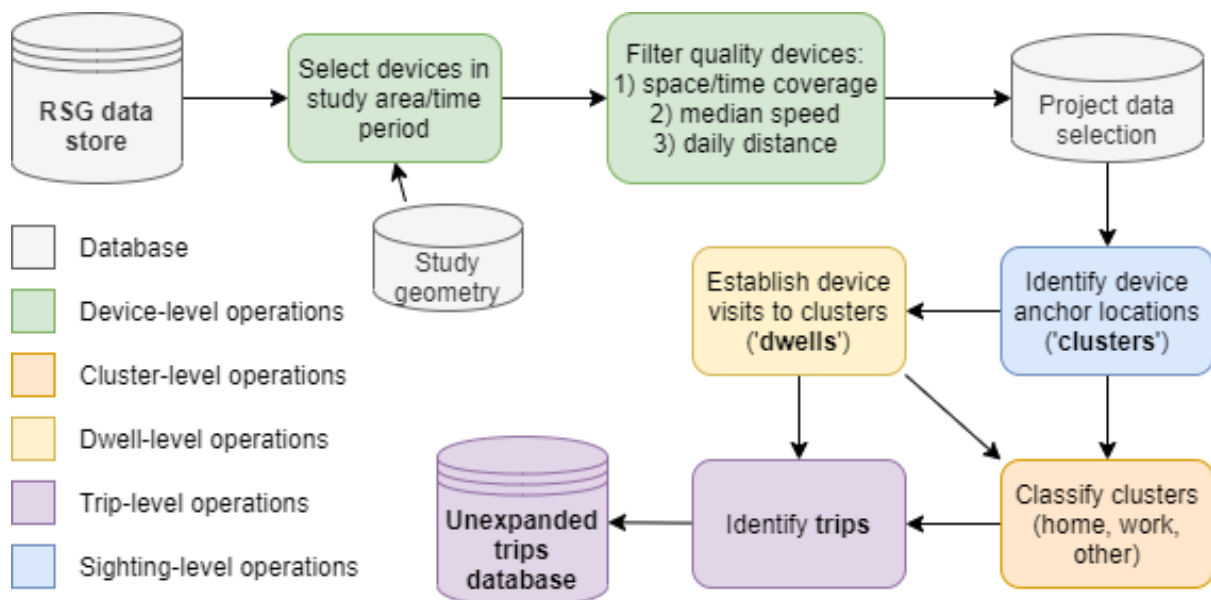 RSG data
store
Select devices in
study area/time
period
Filter quality devices:
1) space/time coverage
2) median speed
3) daily distance
Project data
selection
Study
geometry
Database
Device-level operations
Cluster-level operations
Dwell-level operations
Trip-level operations
Sighting-level operations
Establish device
visits to clusters
('dwells')
Identify device
anchor locations
('clusters')
Unexpanded
trips
database
Identify trips
Classify clusters
(home, work,
other)